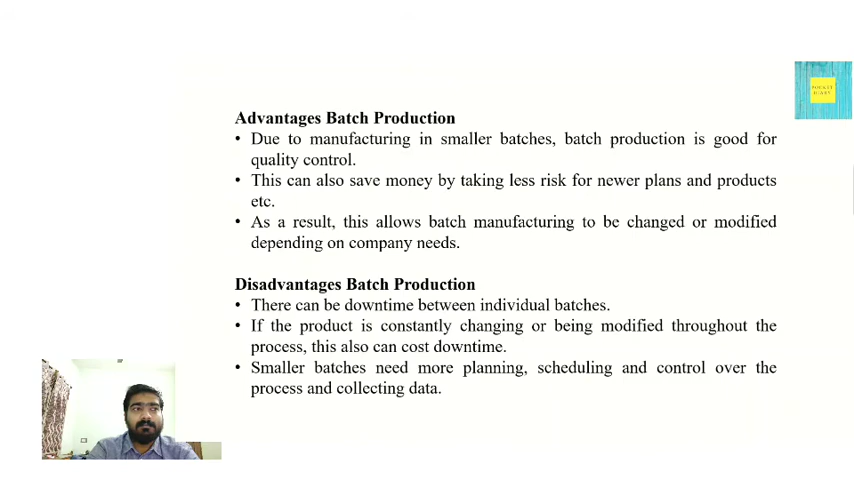 Advantages Batch Production
• Due to manufacturing in smaller batches, batch production is good for
quality control.
• This can also save money by taking less risk for newer plans and products
etc.
• As a result, this allows batch manufacturing to be changed or modified
depending on company needs.
Disadvantages Batch Production
• There can be downtime between individual batches.
• If the product is constantly changing or being modified throughout the
process, this also can cost downtime.
• Smaller batches need more planning, scheduling and control over the
process and collecting data.
POCKET
DIARY